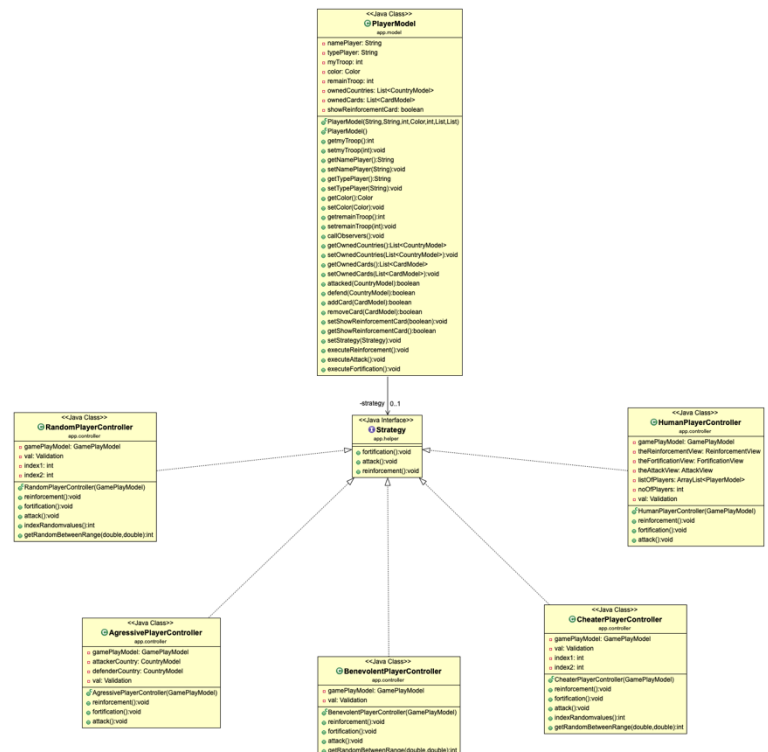 <<Java Class>>
PlayerModel
app.model
namePlayer: String
typePlayer: String
myTroop: int
color: Color
remainTroop: int
ownedCountries: List<CountryModel>
ownedCards: List<CardModel>
showReinforcementCard: boolean
PlayerModel(String,String,int,Color,int,List,List)
PlayerModel()
getmyTroop():int
setmyTroop(int):void
getNamePlayer():String
setNamePlayer(String):void
getTypePlayer():String
setTypePlayer(String):void
getColor():Color
setColor(Color):void
getremainTroop():int
setremainTroop(int):void
callObservers():void
getOwnedCountries():List<CountryModel>
setOwnedCountries(List<CountryModel>):void
getOwnedCards():List<CardModel>
setOwnedCards(List<CardModel>):void
attacked(CountryModel):boolean
defend(CountryModel):boolean
addCard(CardModel):boolean
removeCard(CardModel):boolean
setShowReinforcementCard(boolean):void
getShowReinforcementCard():boolean
setStrategy(Strategy):void
executeReinforcement():void
executeAttack():void
executeFortification():void
-strategy 0..1
<<Java Interface>>
Strategy
app.helper
fortification():void
attack():void
reinforcement():void
<<Java Class>>
RandomPlayerController
app.controller
gamePlayModel: GamePlayModel
val: Validation
index1: int
index2: int
RandomPlayerController(GamePlayModel)
reinforcement():void
fortification():void
attack():void
indexRandomvalues():int
getRandomBetweenRange(double,double):int
<<Java Class>>
HumanPlayerController
app.controller
gamePlayModel: GamePlayModel
theReinforcementView: ReinforcementView
theFortificationView: FortificationView
theAttackView: AttackView
listOfPlayers: ArrayList<PlayerModel>
noOfPlayers: int
val: Validation
HumanPlayerController(GamePlayModel)
reinforcement():void
fortification():void
attack():void
<<Java Class>>
AgressivePlayerController
app.controller
gamePlayModel: GamePlayModel
attackerCountry: CountryModel
defenderCountry: CountryModel
val: Validation
AgressivePlayerController(GamePlayModel)
reinforcement():void
fortification():void
attack():void
<<Java Class>>
BenevolentPlayerController
app.controller
gamePlayModel: GamePlayModel
val: Validation
BenevolentPlayerController(GamePlayModel)
reinforcement():void
fortification():void
attack():void
getRandomBetweenRange(double,double):int
<<Java Class>>
CheaterPlayerController
app.controller
gamePlayModel: GamePlayModel
val: Validation
index1: int
index2: int
CheaterPlayerController(GamePlayModel)
reinforcement():void
fortification():void
attack():void
indexRandomvalues():int
getRandomBetweenRange(double,double):int